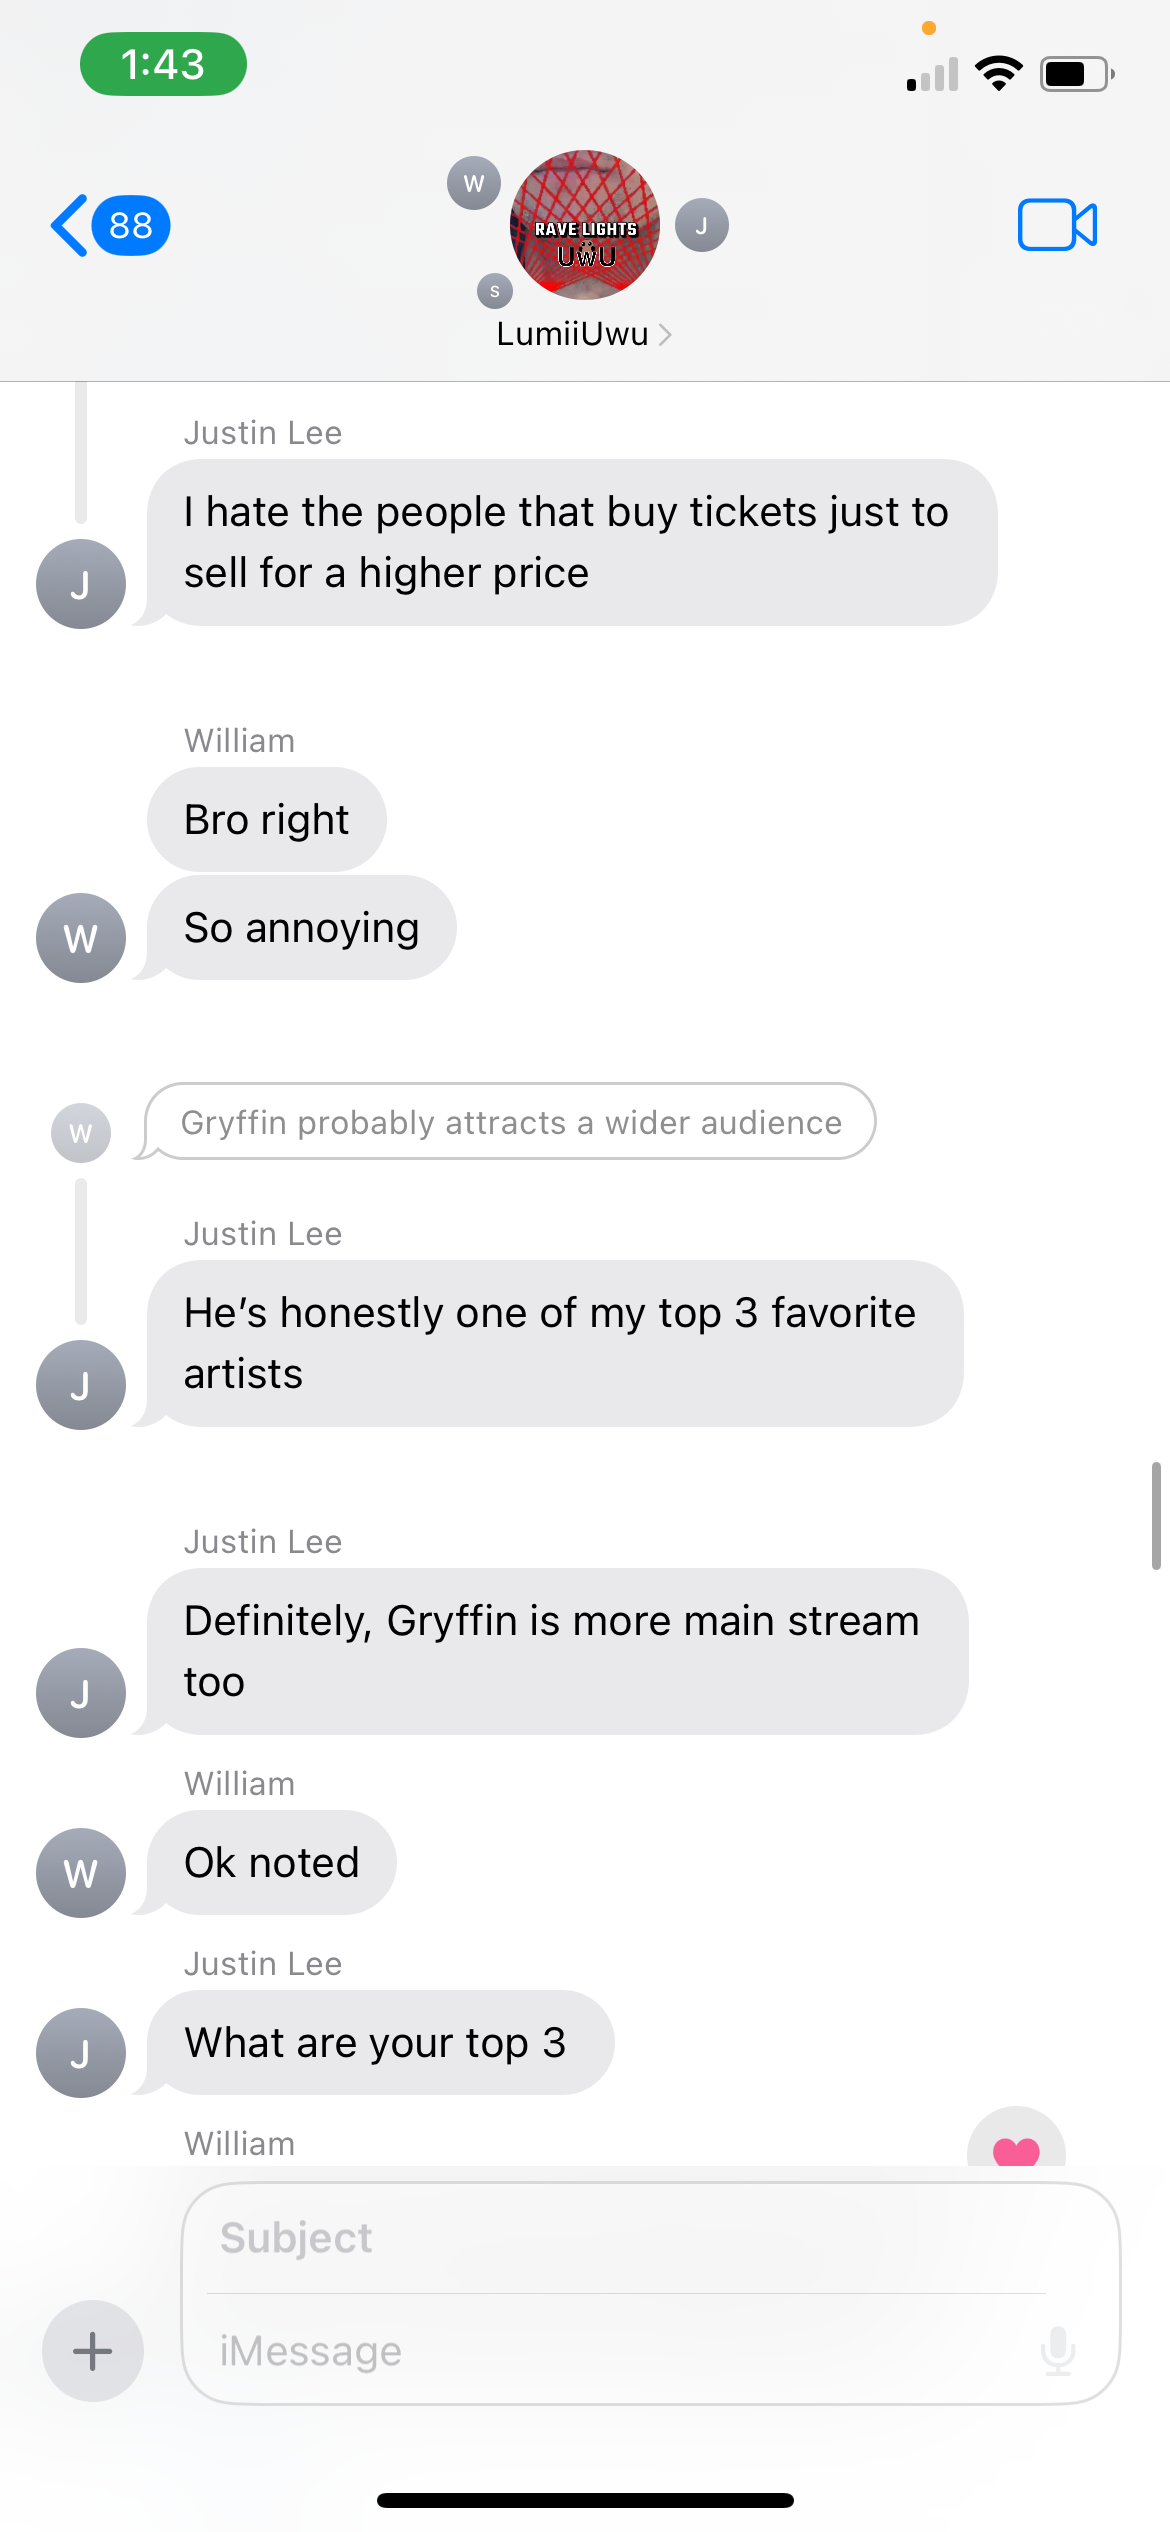 1:43
88
W
RAVE LIGHTS
UWU
J
S
LumiiUwu
Justin Lee
I hate the people that buy tickets just to
sell for a higher price
J
William
Bro right
So annoying
W
W
Gryffin probably attracts a wider audience
Justin Lee
He’s honestly one of my top 3 favorite
artists
J
Justin Lee
Definitely, Gryffin is more main stream
too
J
William
Ok noted
W
Justin Lee
What are your top 3
J
William
Subject
iMessage